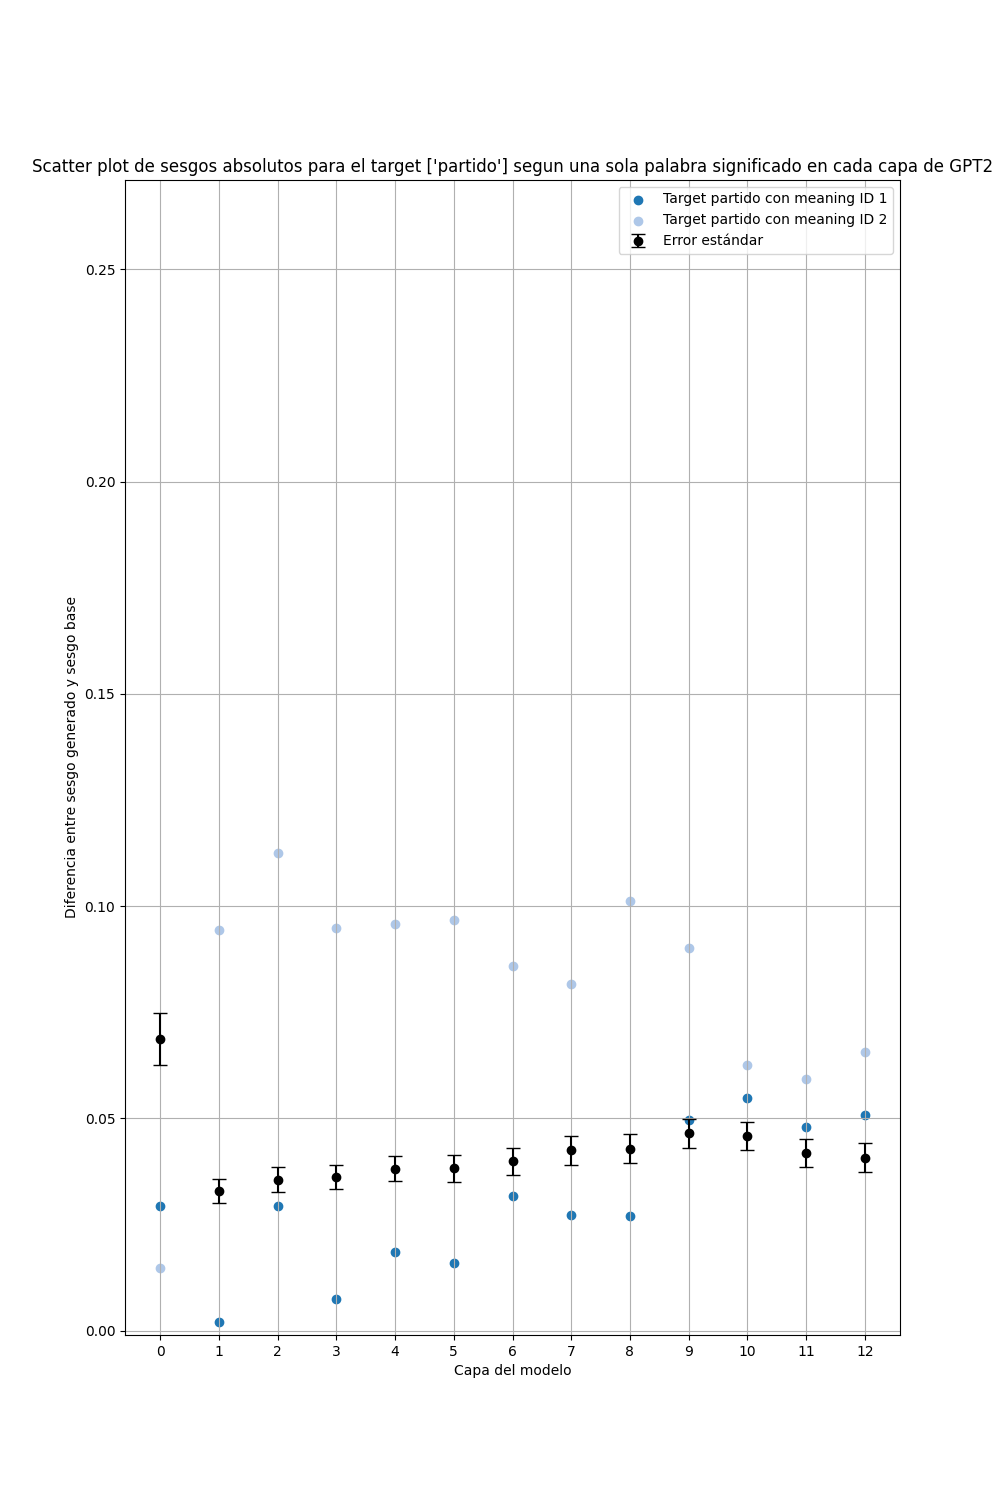 Scatter plot de sesgos absolutos para el target ['partido'] segun una sola palabra significado en cada capa de GPT2
Target partido con meaning ID 1
Target partido con meaning ID 2
Error estándar
Diferencia entre sesgo generado y sesgo base
0.25
0.20
0.15
0.10
0.05
0.00
0 1 2 3 4 5 6 7 8 9 10 11 12
Capa del modelo